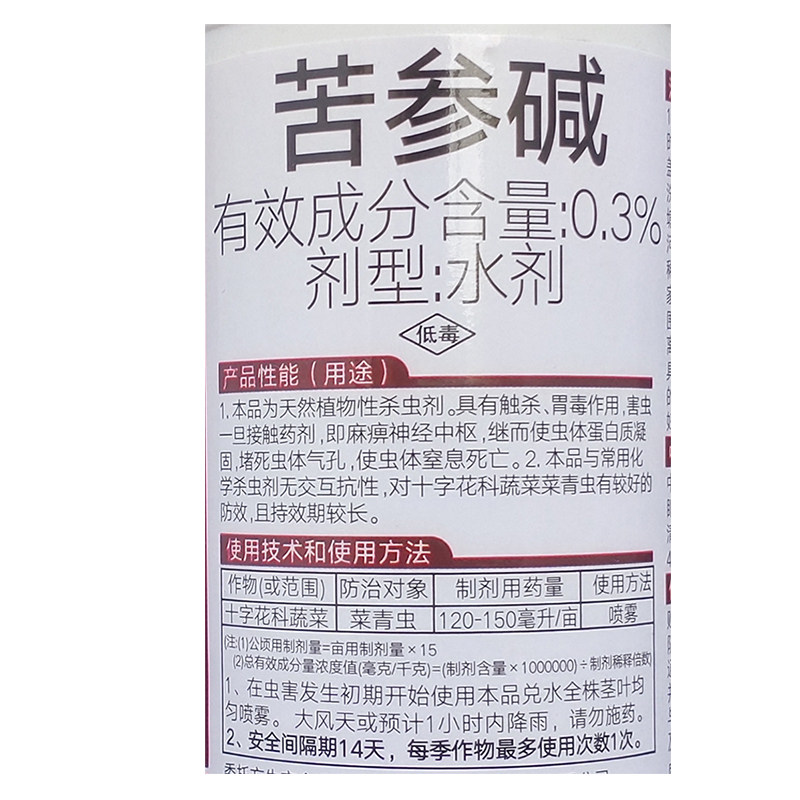 苦参碱
有效成分含量:0.3%
剂型:水剂
低毒
产品性能（用途）
1,本品为天然植物性杀虫剂。具有触杀、胃毒作用,害虫
一旦接触药剂,即麻痹神经中枢,继而使虫体蛋白质凝
固,堵死虫体气孔,使虫体窒息死亡。2.本品与常用化
学杀虫剂无交互抗性,对十字花科蔬菜菜青虫有较好的
防效,且持效期较长。
使用技术和使用方法
作物(或范围) 防治对象 制剂用药量 使用方法
十字花科蔬菜 菜青虫 120-150毫升/亩 喷雾
(注:(1)公顷用制剂量=亩用制剂量×15
(2)总有效成分量浓度值(毫克/千克)=(制剂含量×1000000)÷制剂稀释倍数)
1、在虫害发生初期开始使用本品兑水全株茎叶均
匀喷雾。大风天或预计1小时内降雨，请勿施药。
2、安全间隔期14天，每季作物最多使用次数1次。